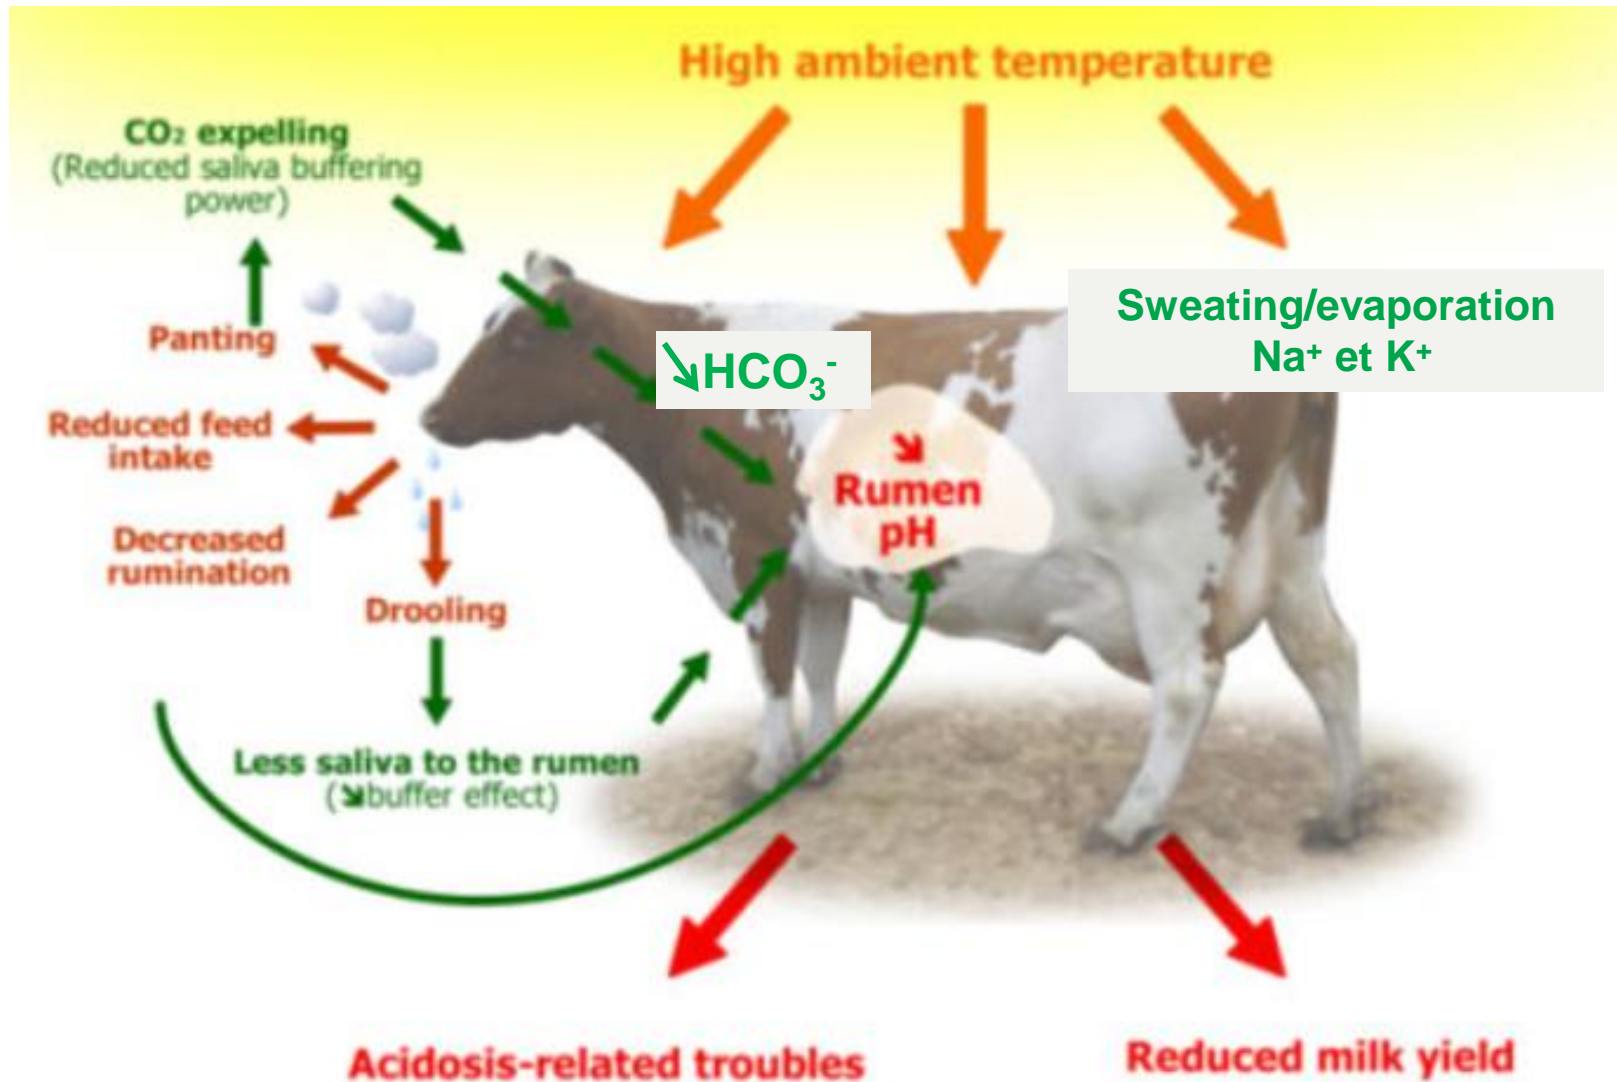 High ambient temperature
CO₂ expelling
(Reduced saliva buffering
power)
Sweating/evaporation
Na⁺ et K⁺
Panting
↘HCO₃⁻
Reduced feed
intake
↘
Rumen
pH
Decreased
rumination
Drooling
Less saliva to the rumen
(↘buffer effect)
Acidosis-related troubles
Reduced milk yield